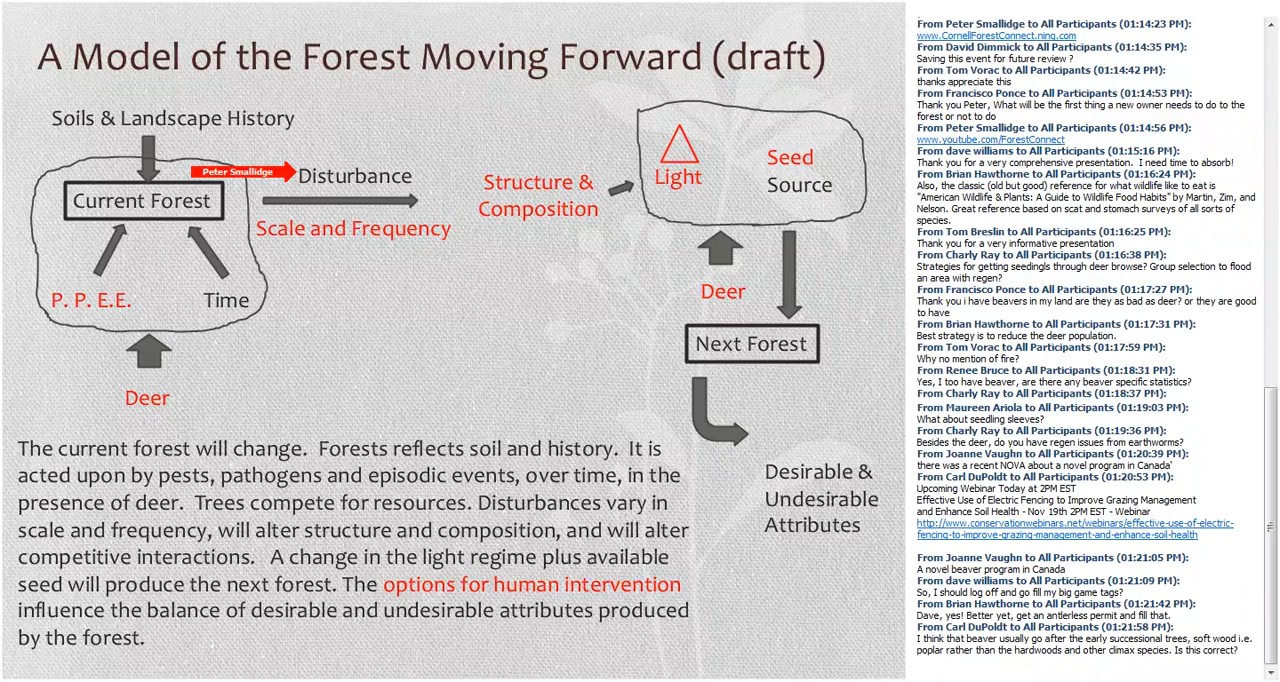 A Model of the Forest Moving Forward (draft)
Soils & Landscape History
Peter Smallidge
Disturbance
Current Forest
Scale and Frequency
P. P. E.E.
Time
Deer
Structure &
Composition
Light
Seed
Source
Deer
Next Forest
Desirable &
Undesirable
Attributes
The current forest will change. Forests reflects soil and history. It is
acted upon by pests, pathogens and episodic events, over time, in the
presence of deer. Trees compete for resources. Disturbances vary in
scale and frequency, will alter structure and composition, and will alter
competitive interactions. A change in the light regime plus available
seed will produce the next forest. The options for human intervention
influence the balance of desirable and undesirable attributes produced
by the forest.
From Peter Smallidge to All Participants (01:14:23 PM):
www.CornellForestConnect.ning.com
From David Dimmick to All Participants (01:14:35 PM):
Saving this event for future review ?
From Tom Vorac to All Participants (01:14:42 PM):
thanks appreciate this
From Francisco Ponce to All Participants (01:14:53 PM):
Thank you Peter, What will be the first thing a new owner needs to do to the
forest or not to do
From Peter Smallidge to All Participants (01:14:56 PM):
www.youtube.com/ForestConnect
From dave williams to All Participants (01:15:16 PM):
Thank you for a very comprehensive presentation. I need time to absorb!
From Brian Hawthorne to All Participants (01:16:24 PM):
Also, the classic (old but good) reference for what wildlife like to eat is
"American Wildlife & Plants: A Guide to Wildlife Food Habits" by Martin, Zim, and
Nelson. Great reference based on scat and stomach surveys of all sorts of
species.
From Tom Breslin to All Participants (01:16:25 PM):
Thank you for a very informative presentation
From Charly Ray to All Participants (01:16:38 PM):
Strategies for getting seedingls through deer browse? Group selection to flood
an area with regen?
From Francisco Ponce to All Participants (01:17:27 PM):
Thank you i have beavers in my land are they as bad as deer? or they are good
to have
From Brian Hawthorne to All Participants (01:17:31 PM):
Best strategy is to reduce the deer population.
From Tom Vorac to All Participants (01:17:59 PM):
Why no mention of fire?
From Renee Bruce to All Participants (01:18:31 PM):
Yes, I too have beaver, are there any beaver specific statistics?
From Charly Ray to All Participants (01:18:37 PM):
From Maureen Ariola to All Participants (01:19:03 PM):
What about seedling sleeves?
From Charly Ray to All Participants (01:19:36 PM):
Besides the deer, do you have regen issues from earthworms?
From Joanne Vaughn to All Participants (01:20:39 PM):
there was a recent NOVA about a novel program in Canada'
From Carl DuPoldt to All Participants (01:20:53 PM):
Upcoming Webinar Today at 2PM EST
Effective Use of Electric Fencing to Improve Grazing Management
and Enhance Soil Health - Nov 19th 2PM EST - Webinar
http://www.conservationwebinars.net/webinars/effective-use-of-electric-
fencing-to-improve-grazing-management-and-enhance-soil-health
From Joanne Vaughn to All Participants (01:21:05 PM):
A novel beaver program in Canada
From dave williams to All Participants (01:21:09 PM):
So, I should log off and go fill my big game tags?
From Brian Hawthorne to All Participants (01:21:42 PM):
Dave, yes! Better yet, get an antlerless permit and fill that.
From Carl DuPoldt to All Participants (01:21:58 PM):
I think that beaver usually go after the early successional trees, soft wood i.e.
poplar rather than the hardwoods and other climax species. Is this correct?